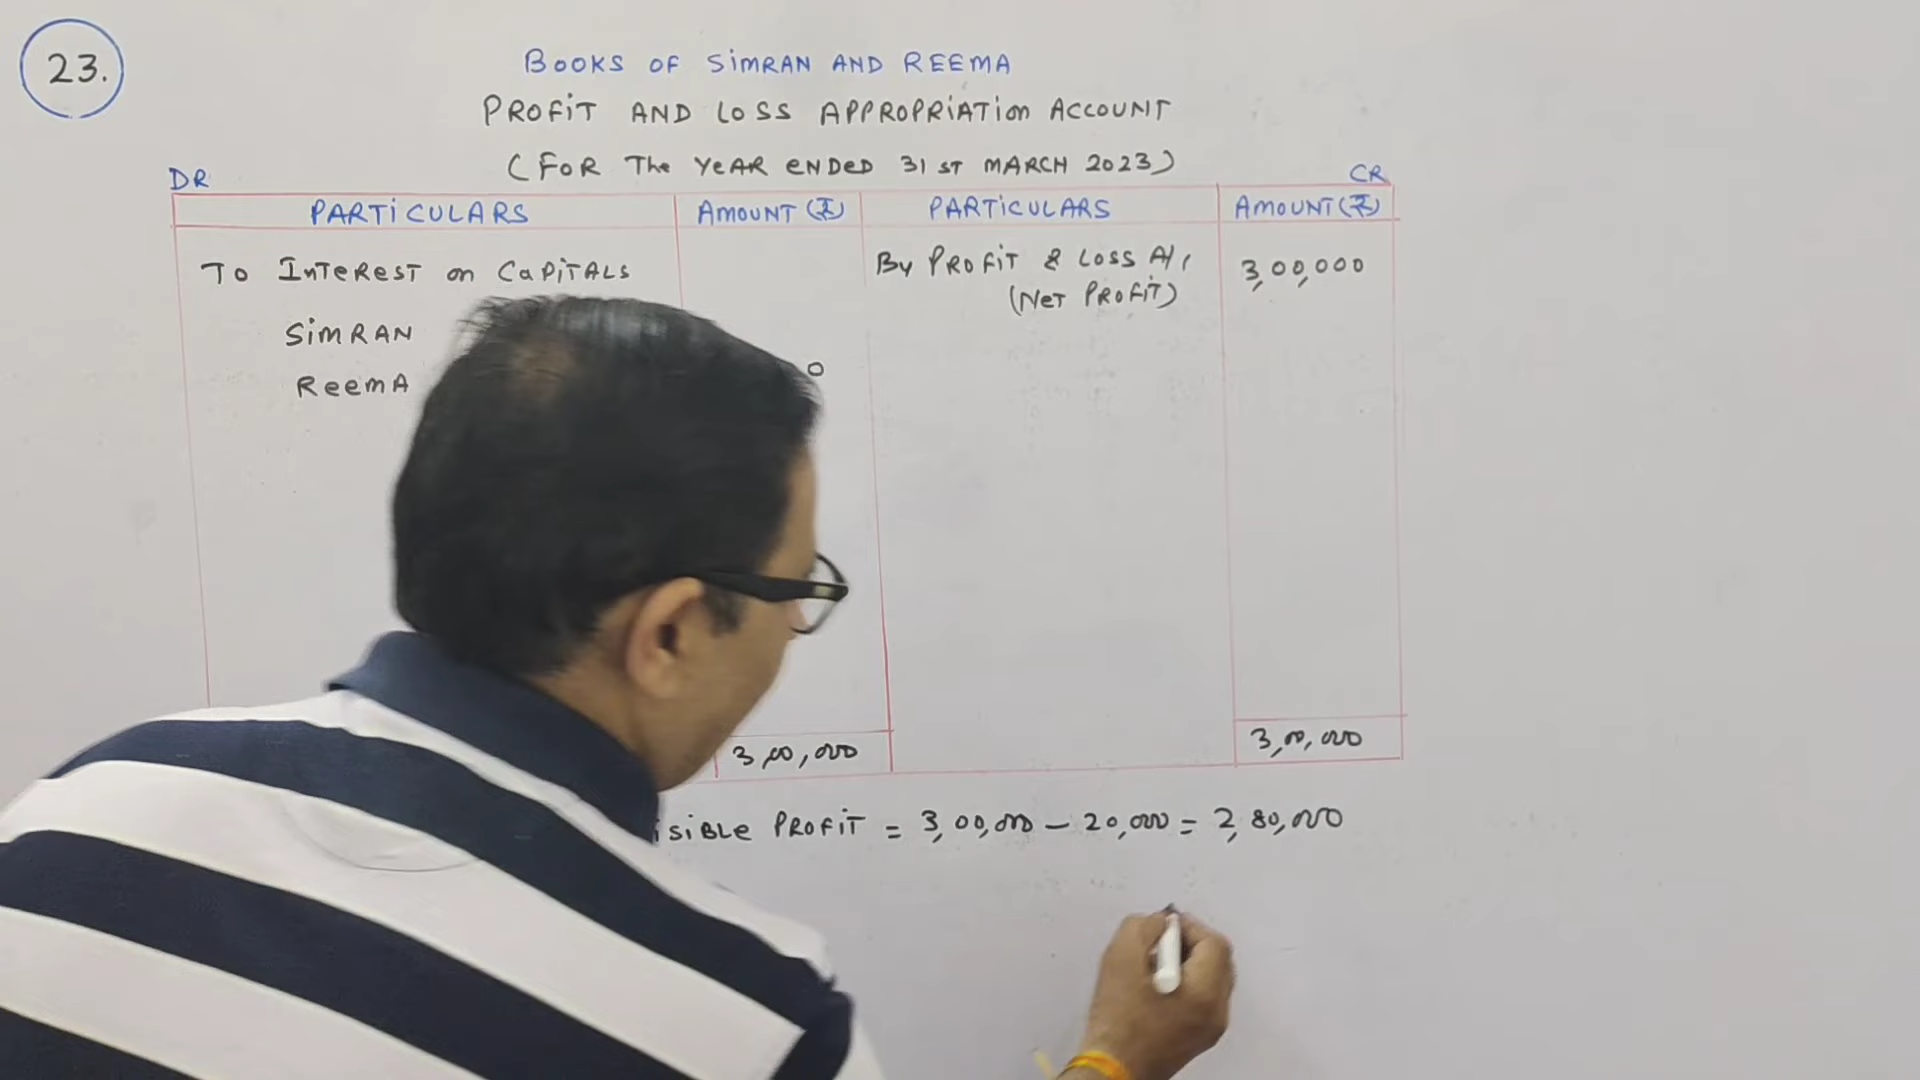 23.
BOOKS OF SIMRAN AND REEMA
PROFIT AND LOSS APPROPRIATION ACCOUNT
(FOR THE YEAR ENDED 31 ST MARCH 2023)
DR CR
PARTICULARS AMOUNT (₹) PARTICULARS AMOUNT (₹)
TO INTEREST ON CAPITALS
SIMRAN
REEMA 0
By PROFIT & LOSS A/c 3,00,000
(NET PROFIT)
3,00,000 3,00,000
ISIBLE PROFIT = 3,00,000 - 20,000 = 2,80,000